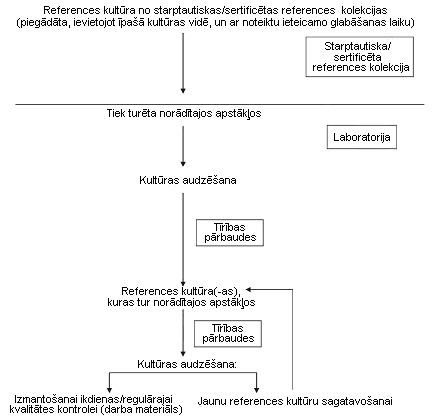 References kultūra no starptautiskas/sertificētas references kolekcijas
(piegādāta, ievietojot īpašā kultūras vidē, un ar noteiktu ieteicamo glabāšanas laiku)
Starptautiska/
sertificēta
references kolekcija
Tiek turēta norādītajos apstākļos
Laboratorija
Kultūras audzēšana
Tīrības
pārbaudes
References kultūra(-as),
kuras tur norādītajos apstākļos
Tīrības
pārbaudes
Kultūras audzēšana:
Izmantošanai ikdienas/regulārajai
kvalitātes kontrolei (darba materiāls)
Jaunu references kultūru sagatavošanai